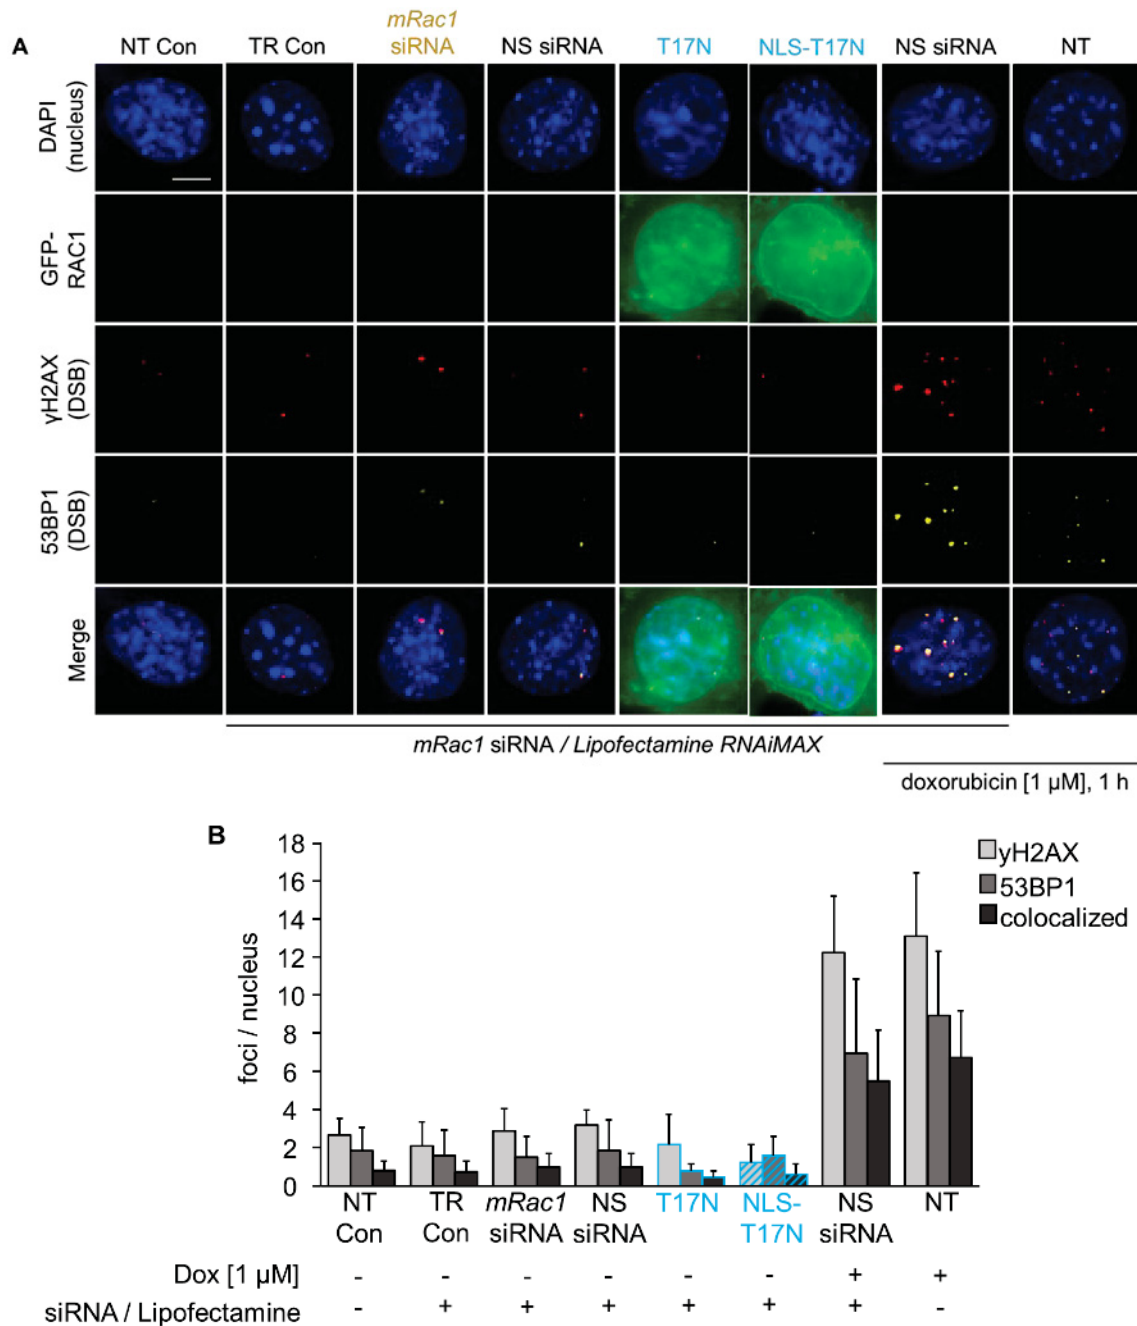 A
NT Con
TR Con
mRac1
siRNA
NS siRNA
T17N
NLS-T17N
NS siRNA
NT
DAPI
(nucleus)
GFP-
RAC1
γH2AX
(DSB)
53BP1
(DSB)
Merge
mRac1 siRNA / Lipofectamine RNAiMAX
doxorubicin [1 µM], 1 h
B
foci / nucleus
18
16
14
12
10
8
6
4
2
0
yH2AX
53BP1
colocalized
NT
Con
TR
Con
mRac1
siRNA
NS
siRNA
T17N
NLS-
T17N
NS
siRNA
NT
Dox [1 µM] - - - - - - + +
siRNA / Lipofectamine - + + + + + + -